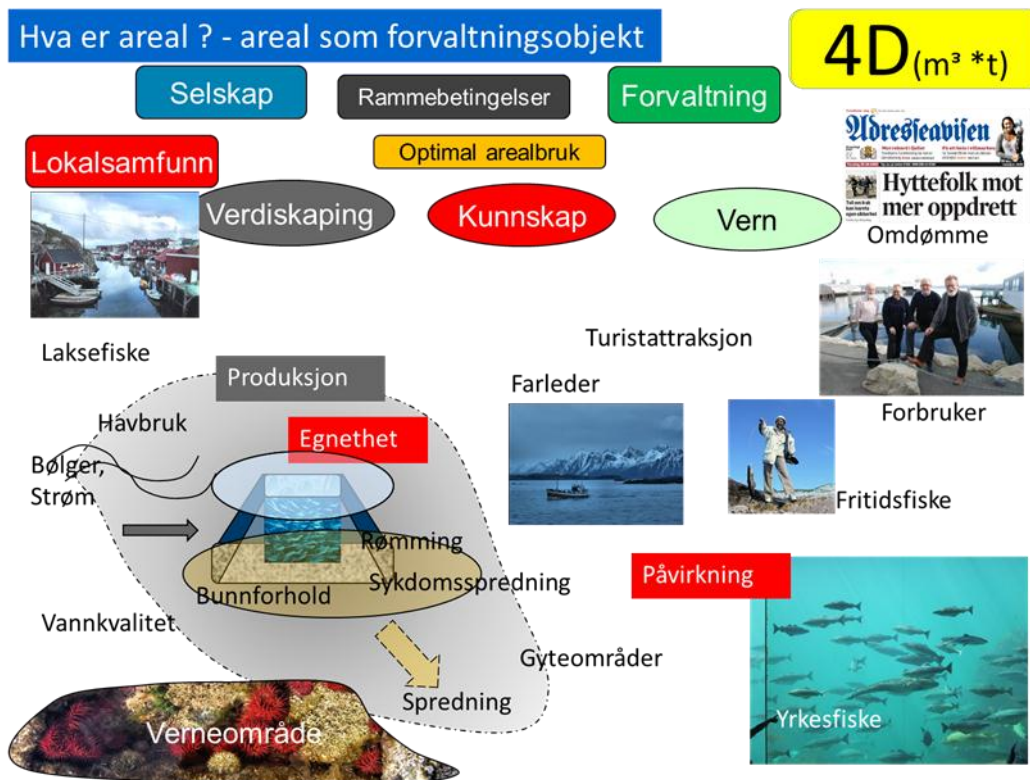 Hva er areal ? - areal som forvaltningsobjekt
4D(m³ *t)
Selskap
Rammebetingelser
Forvaltning
Lokalsamfunn
Optimal arealbruk
Adresseavisen
Hyttefolk mot
mer oppdrett
Omdømme
Verdiskaping
Kunnskap
Vern
Laksefiske
Turistattraksjon
Produksjon
Farleder
Forbruker
Havbruk
Egnethet
Bølger,
Strøm
Fritidsfiske
Rømming
Sykdomsspredning
Bunnforhold
Påvirkning
Vannkvalitet
Gyteområder
Spredning
Yrkesfiske
Verneområde